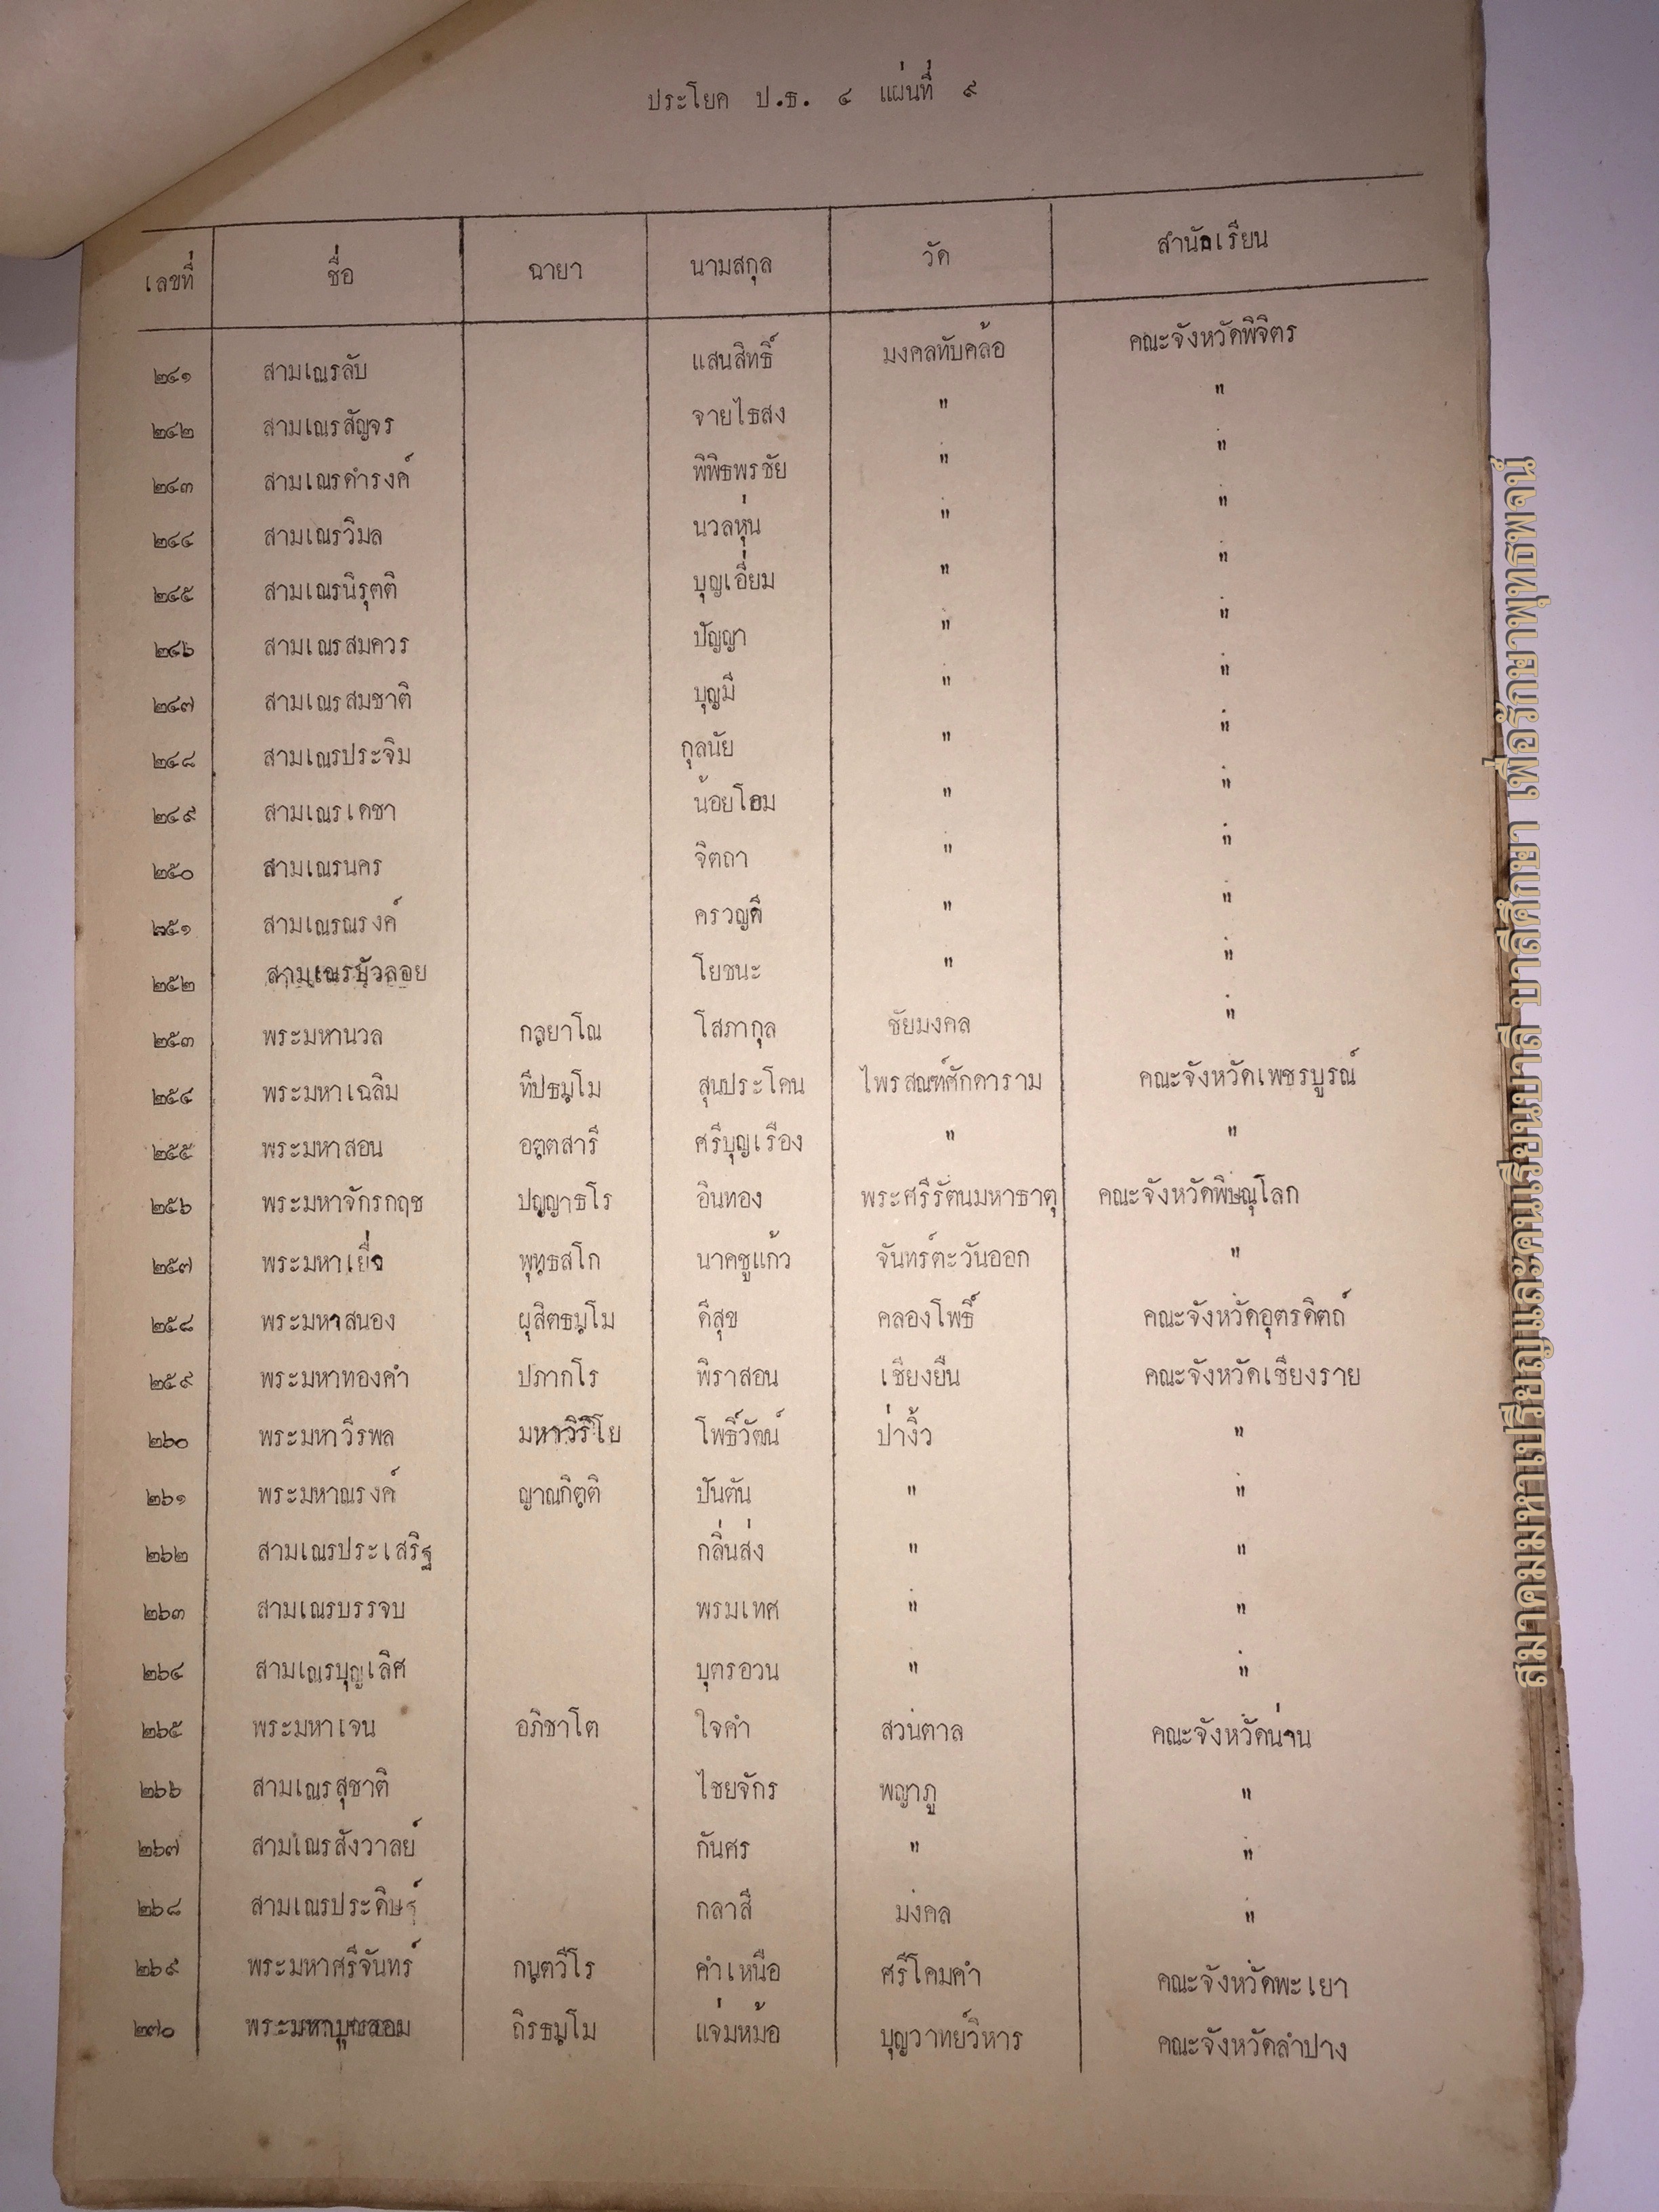 ประโยค ป.ธ. ๔ แผ่นที่ ๙
เลขที่ ชื่อ ฉายา นามสกุล วัด สำนักเรียน
๒๔๑ สามเณรลับ แสนสิทธิ์ มงคลทับคล้อ คณะจังหวัดพิจิตร
๒๔๒ สามเณรสัญจร จายไธสง " "
๒๔๓ สามเณรดำรงค์ พิพิธพรชัย " "
๒๔๔ สามเณรวิมล นวลหุ่น " "
๒๔๕ สามเณรนิรุตติ บุญเอี่ยม " "
๒๔๖ สามเณรสมควร ปัญญา " "
๒๔๗ สามเณรสมชาติ บุญมี " "
๒๔๘ สามเณรประจิม กุลนัย " "
๒๔๙ สามเณรเดชา น้อยโฉม " "
๒๕๐ สามเณรนคร จิตถา " "
๒๕๑ สามเณรณรงค์ ครวญดี " "
๒๕๒ สามเณรบัวลอย โยชนะ " "
๒๕๓ พระมหานวล กลฺยาโณ โสภากุล ชัยมงคล "
๒๕๔ พระมหาเฉลิม ทีปธมฺโม สุนประโคน ไพรสณฑ์ศักดาราม คณะจังหวัดเพชรบูรณ์
๒๕๕ พระมหาสอน อตฺตสารี ศรีบุญเรือง " "
๒๕๖ พระมหาจักรกฤช ปญฺญาธโร อินทอง พระศรีรัตนมหาธาตุ คณะจังหวัดพิษณุโลก
๒๕๗ พระมหาเยื่อ พุทฺธสโก นาคชูแก้ว จันทร์ตะวันออก "
๒๕๘ พระมหาสนอง ผุสิตธมฺโม ดีสุข คลองโพธิ์ คณะจังหวัดอุตรดิตถ์
๒๕๙ พระมหาทองคำ ปภากโร พิราสอน เชียงยืน คณะจังหวัดเชียงราย
๒๖๐ พระมหาวีรพล มหาวิริโย โพธิ์วัฒน์ ป่างิ้ว "
๒๖๑ พระมหาณรงค์ ญาณกิตฺติ ปันตัน " "
๒๖๒ สามเณรประเสริฐ กลิ่นส่ง " "
๒๖๓ สามเณรบรรจบ พรมเทศ " "
๒๖๔ สามเณรบุญเลิศ บุตรอวน " "
๒๖๕ พระมหาเจน อภิชาโต ใจคำ สวนตาล คณะจังหวัดน่าน
๒๖๖ สามเณรสุชาติ ไชยจักร พญาภู "
๒๖๗ สามเณรสังวาลย์ กันศร " "
๒๖๘ สามเณรประดิษฐ์ กลาสี มงคล "
๒๖๙ พระมหาศรีจันทร์ กนฺตวีโร คำเหนือ ศรีโคมคำ คณะจังหวัดพะเยา
๒๗๐ ถิรธมฺโม แจ่มหม้อ บุญวาทย์วิหาร คณะจังหวัดลำปาง
สมาคมมหาเปรียญและคนเรียนบาลี บาลีศึกษา เพื่อรักษาพุทธพจน์